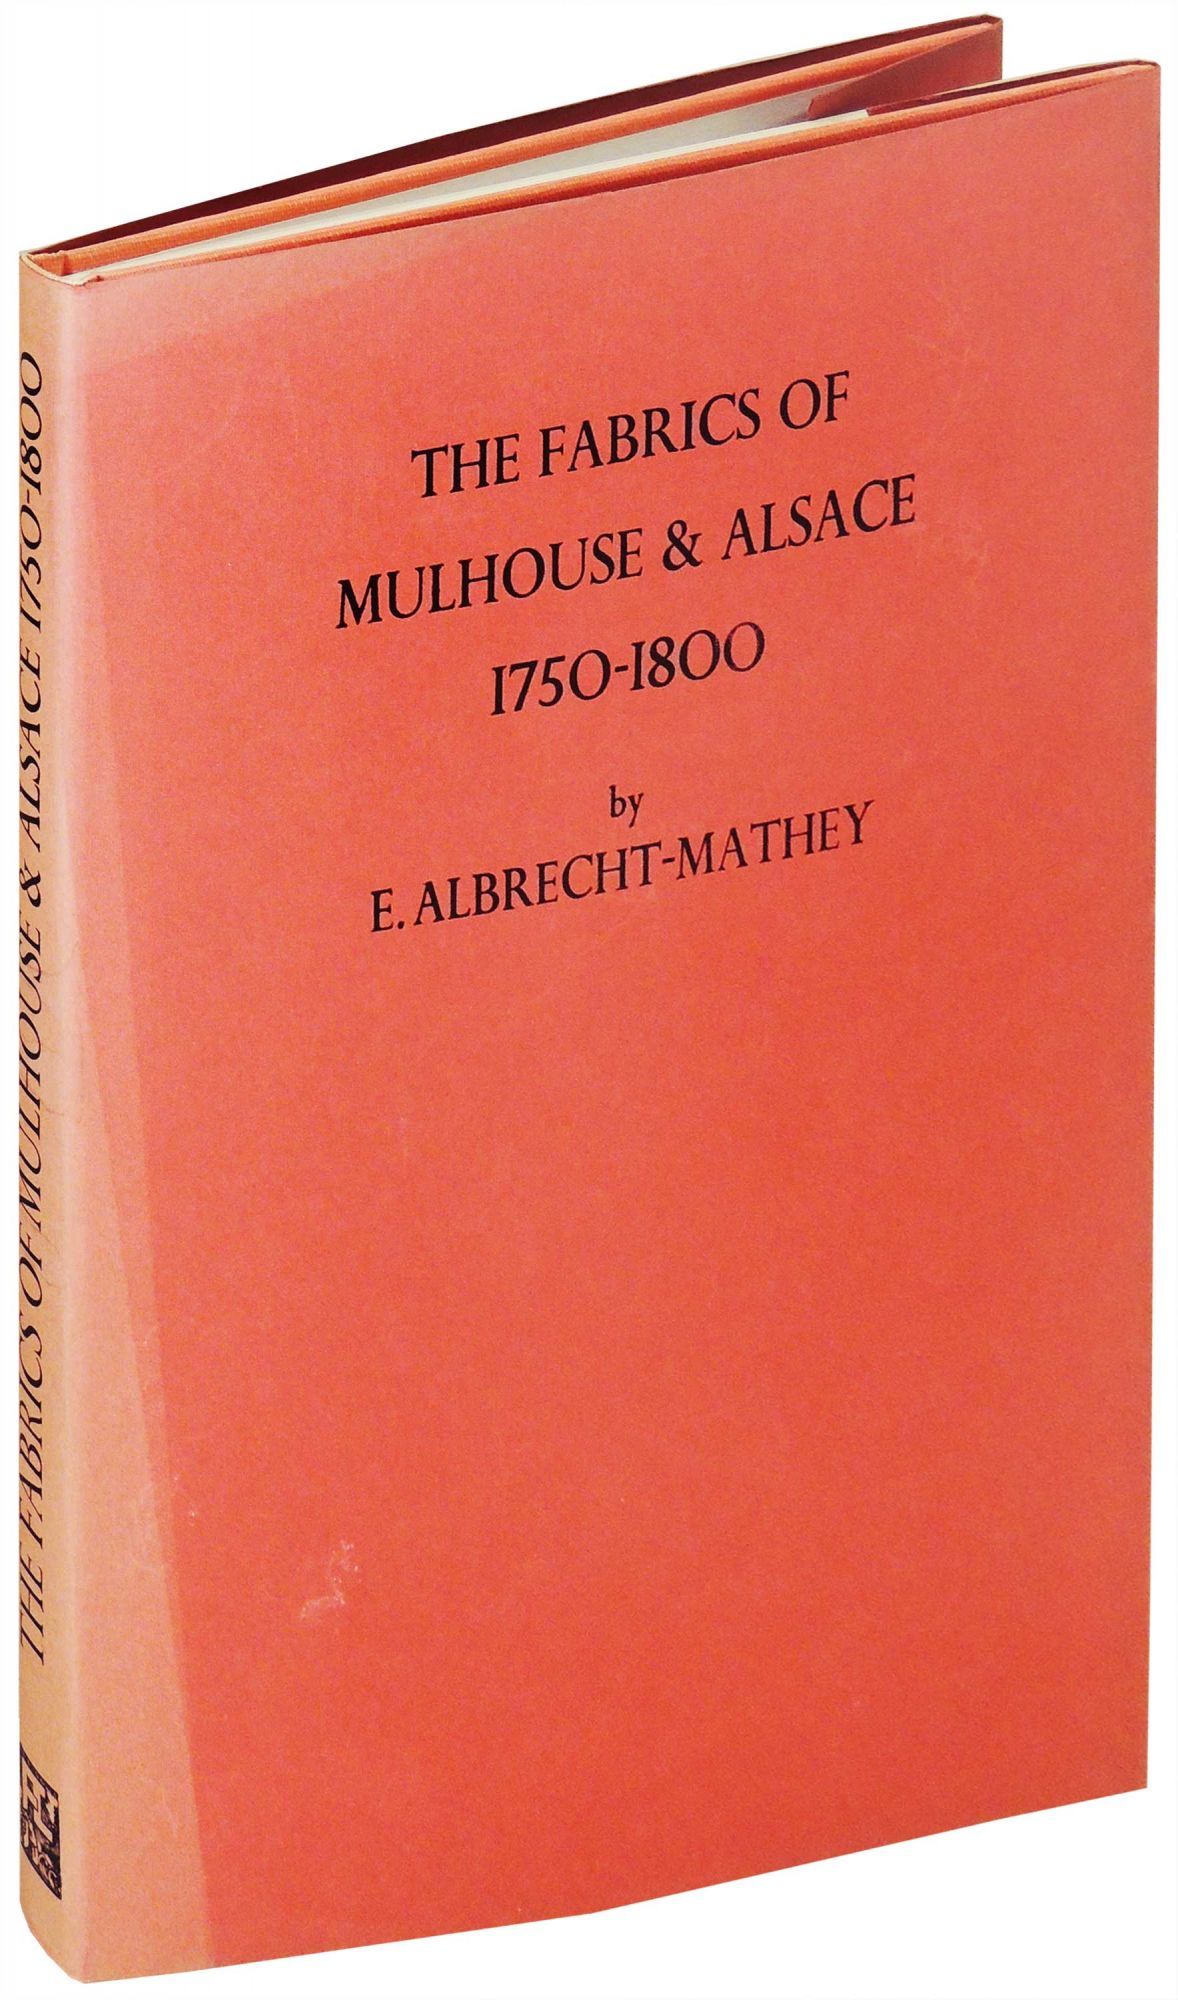 THE FABRICS OF
MULHOUSE & ALSACE
1750-1800
by
E. ALBRECHT-MATHEY
THE FABRICS OF MULHOUSE & ALSACE 1750-1800